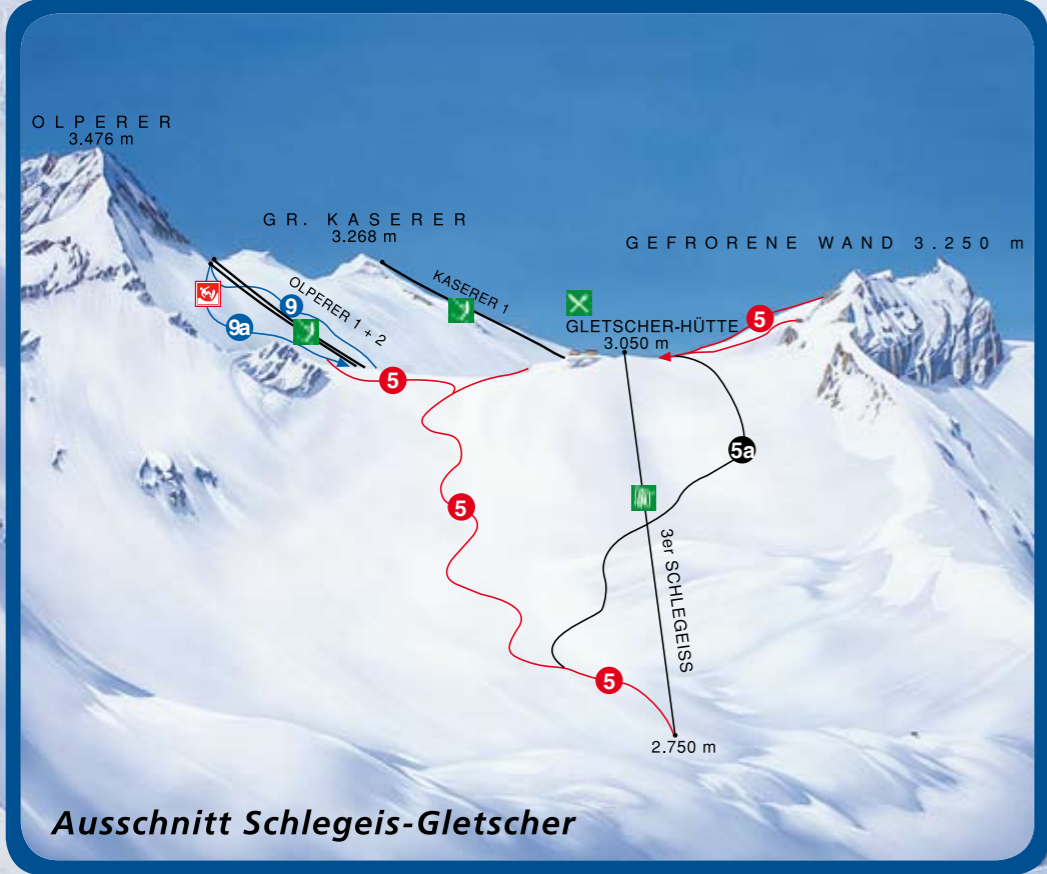 OLPERER
3.476 m
GR. KASERER
3.268 m
GEFRORENE WAND 3.250 m
KASERER 1
OLPERER 1 + 2
9
9a
GLETSCHER-HÜTTE
3.050 m
5
5
5a
5
3er SCHLEGEISS
5
2.750 m
Ausschnitt Schlegeis-Gletscher